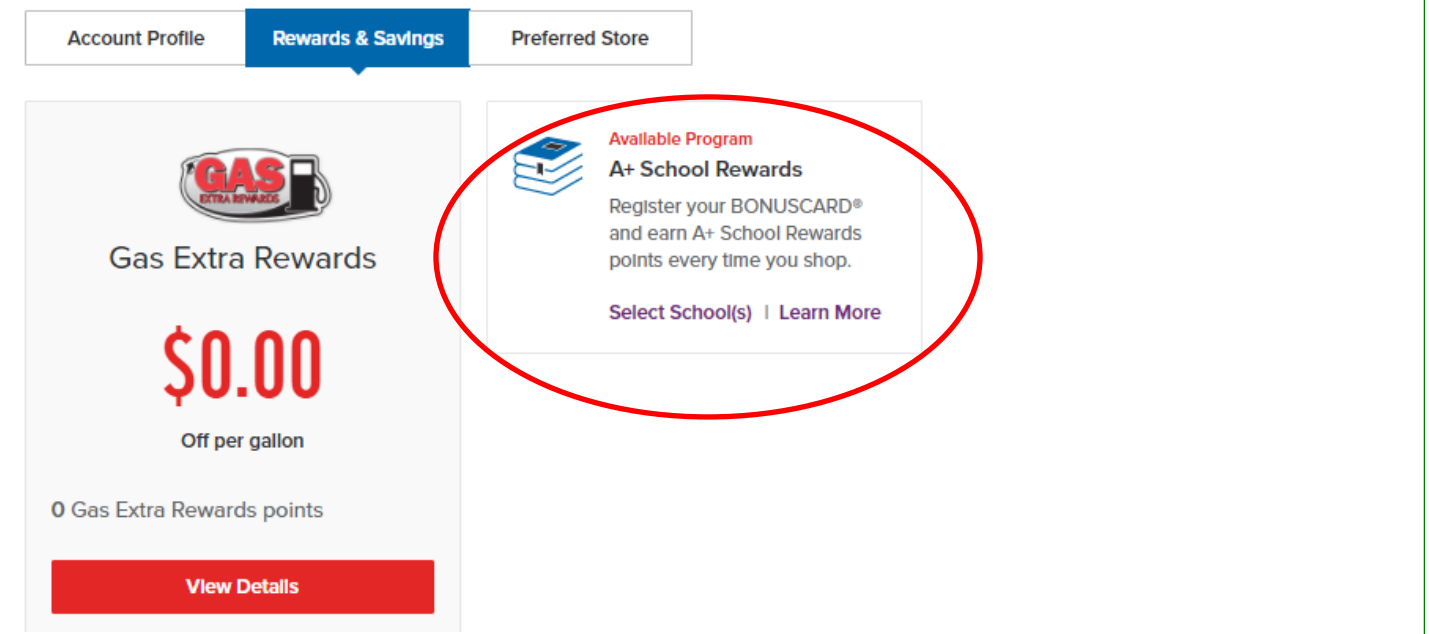 Account Profile
Rewards & Savings
Preferred Store
GAS
EXTRA REWARDS
Gas Extra Rewards
$0.00
Off per gallon
0 Gas Extra Rewards points
View Details
Available Program
A+ School Rewards
Register your BONUSCARD®
and earn A+ School Rewards
points every time you shop.
Select School(s) | Learn More